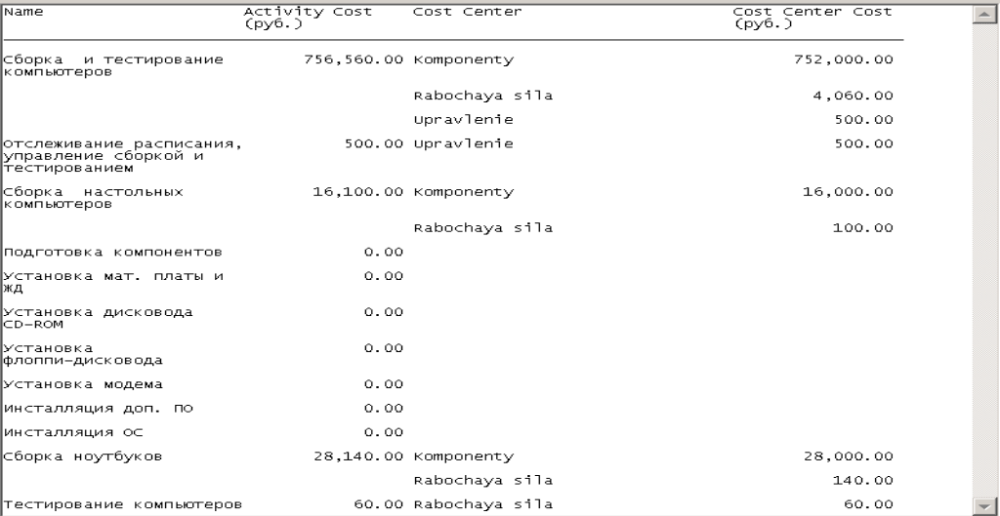 Name Activity Cost Cost Center Cost Center Cost
(руб.) (руб.)
Сборка и тестирование 756,560.00 Komponenty 752,000.00
компьютеров
Rabochaya sila 4,060.00
Upravlenie 500.00
Отслеживание расписания, 500.00 Upravlenie 500.00
управление сборкой и
тестированием
Сборка настольных 16,100.00 Komponenty 16,000.00
компьютеров
Rabochaya sila 100.00
Подготовка компонентов 0.00
Установка мат. платы и 0.00
ЖД
Установка дисковода 0.00
CD-ROM
Установка 0.00
флоппи-дисковода
Установка модема 0.00
Инсталляция доп. ПО 0.00
Инсталляция ОС 0.00
Сборка ноутбуков 28,140.00 Komponenty 28,000.00
Rabochaya sila 140.00
Тестирование компьютеров 60.00 Rabochaya sila 60.00